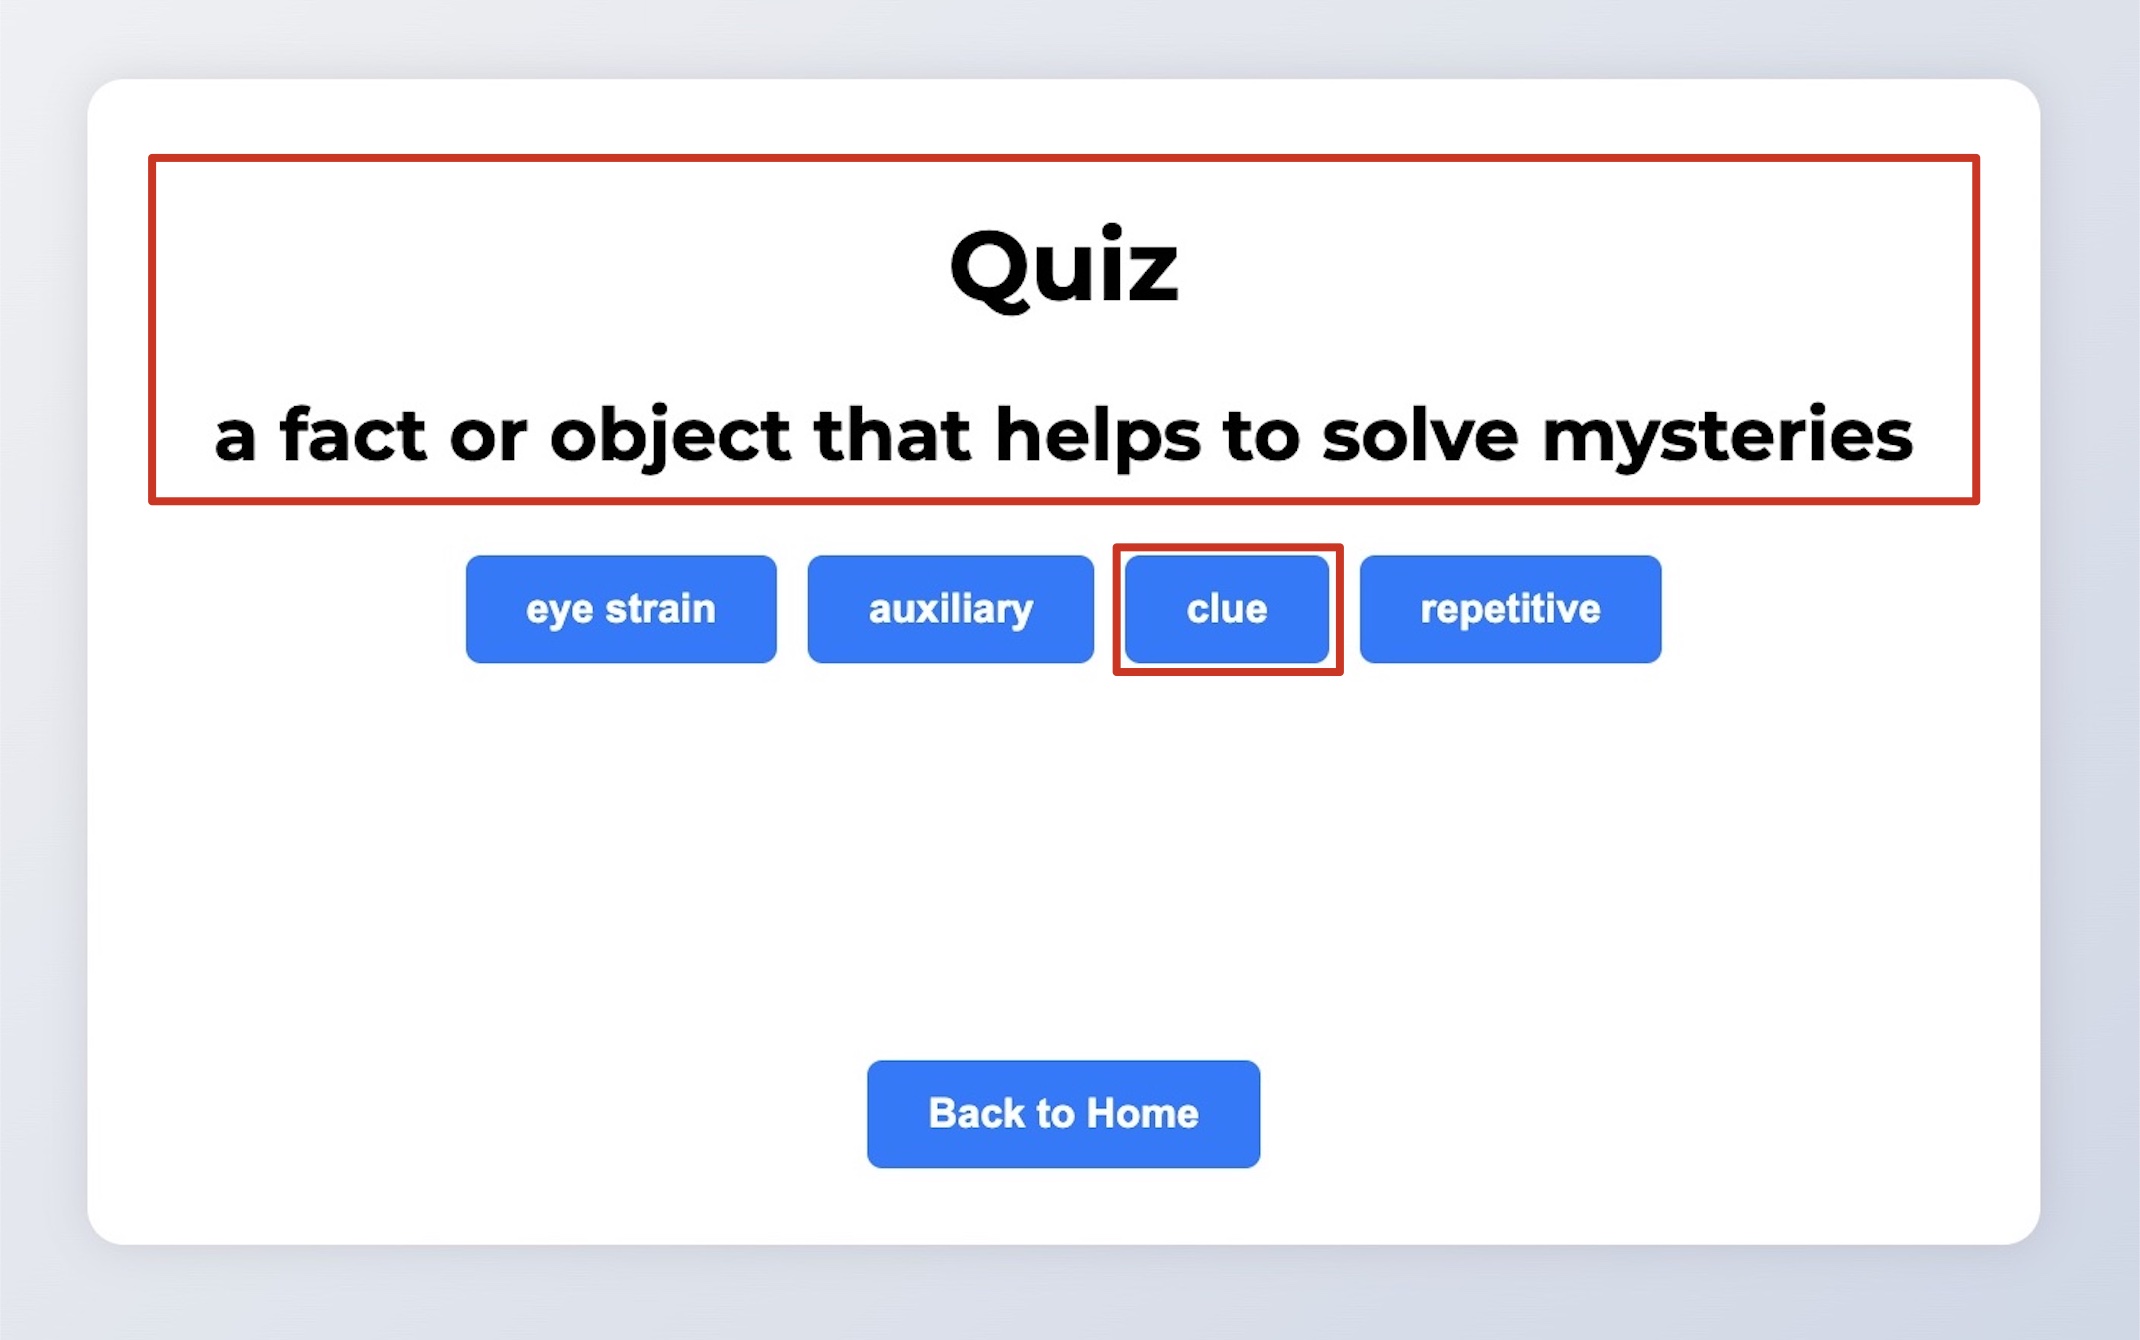 Quiz
a fact or object that helps to solve mysteries
eye strain auxiliary clue repetitive
Back to Home